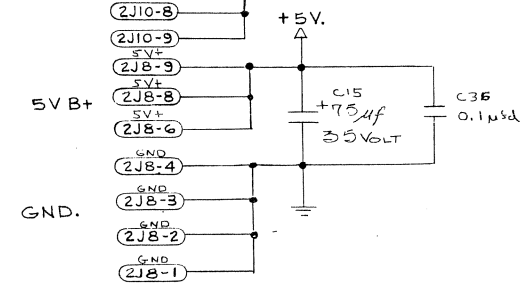 2J10-8
2J10-9
+5V.
5V+
2J8-9
5V+
2J8-8
5V B+
5V+
2J8-6
C15
+75µf
35VOLT
C36
0.1µfd
GND
2J8-4
GND
2J8-3
GND.
GND
2J8-2
GND
2J8-1